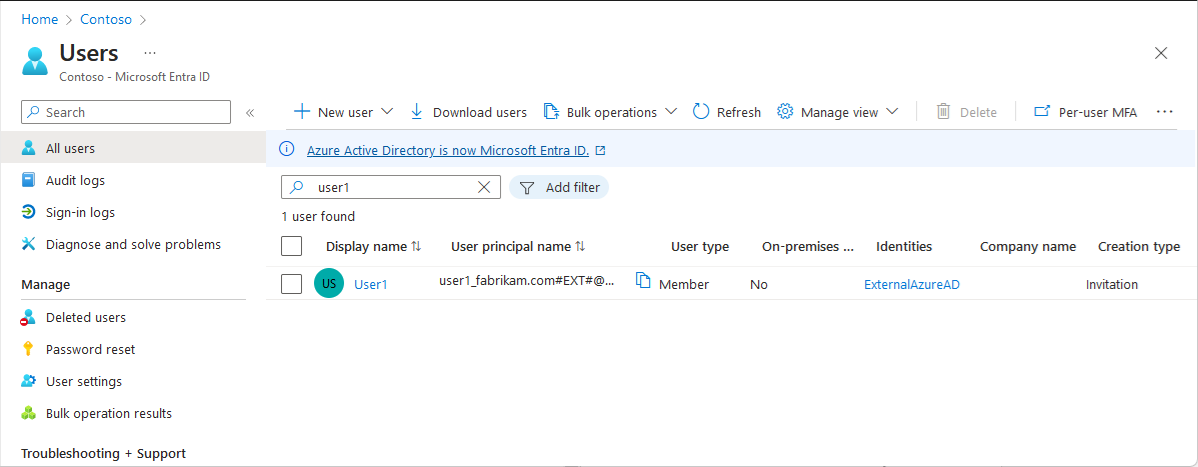 Home > Contoso >
Users ...
Contoso - Microsoft Entra ID
Search «
New user Download users Bulk operations Refresh Manage view Delete Per-user MFA ...
All users
Audit logs
Sign-in logs
Diagnose and solve problems
Manage
Deleted users
Password reset
User settings
Bulk operation results
Troubleshooting + Support
Azure Active Directory is now Microsoft Entra ID.
user1 Add filter
1 user found
Display name User principal name User type On-premises ... Identities Company name Creation type
US User1 user1_fabrikam.com#EXT#@... Member No ExternalAzureAD Invitation